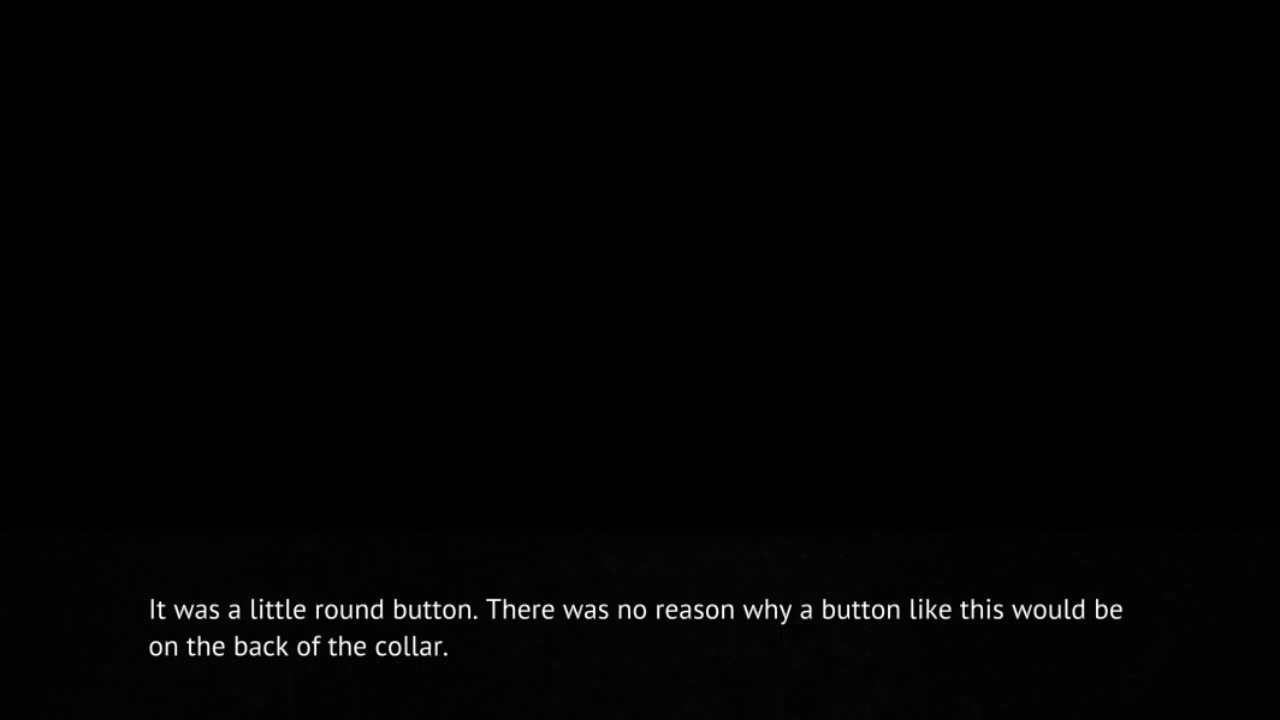 It was a little round button. There was no reason why a button like this would be
on the back of the collar.